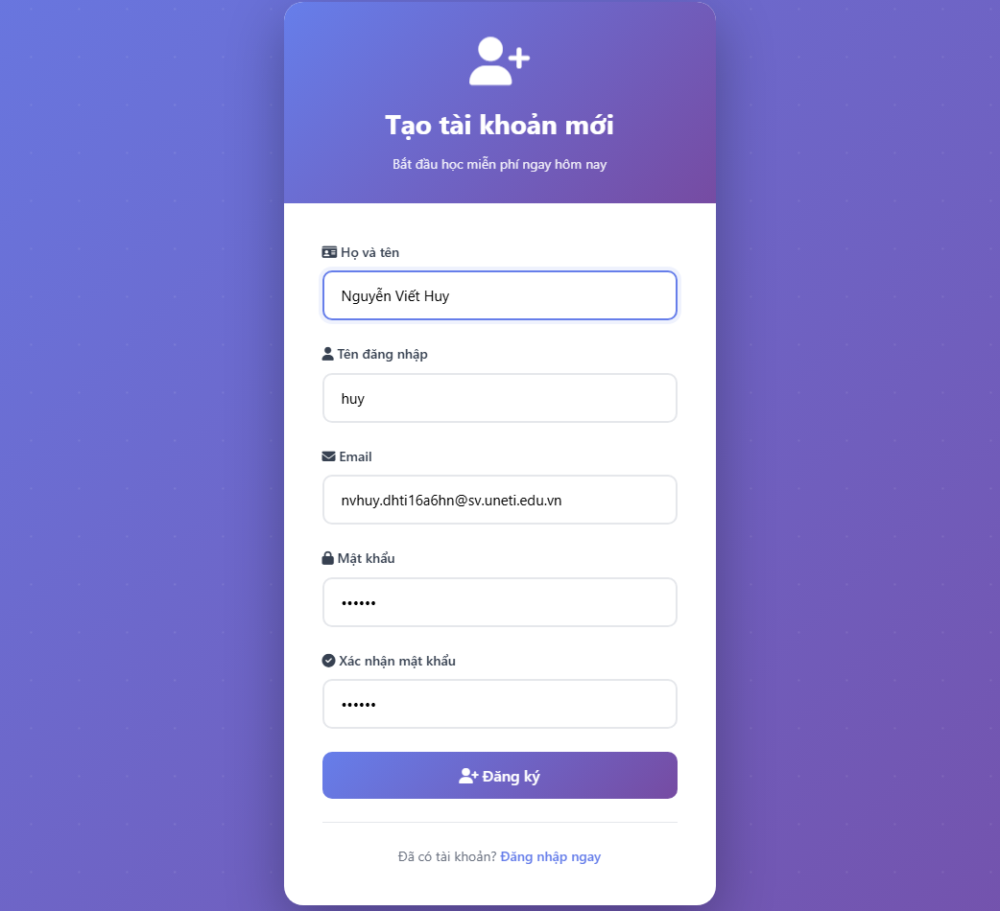 Tạo tài khoản mới
Bắt đầu học miễn phí ngay hôm nay
Họ và tên
Nguyễn Viết Huy
Tên đăng nhập
huy
Email
nvhuy.dhti16a6hn@sv.uneti.edu.vn
Mật khẩu
••••••
Xác nhận mật khẩu
••••••
Đăng ký
Đã có tài khoản? Đăng nhập ngay